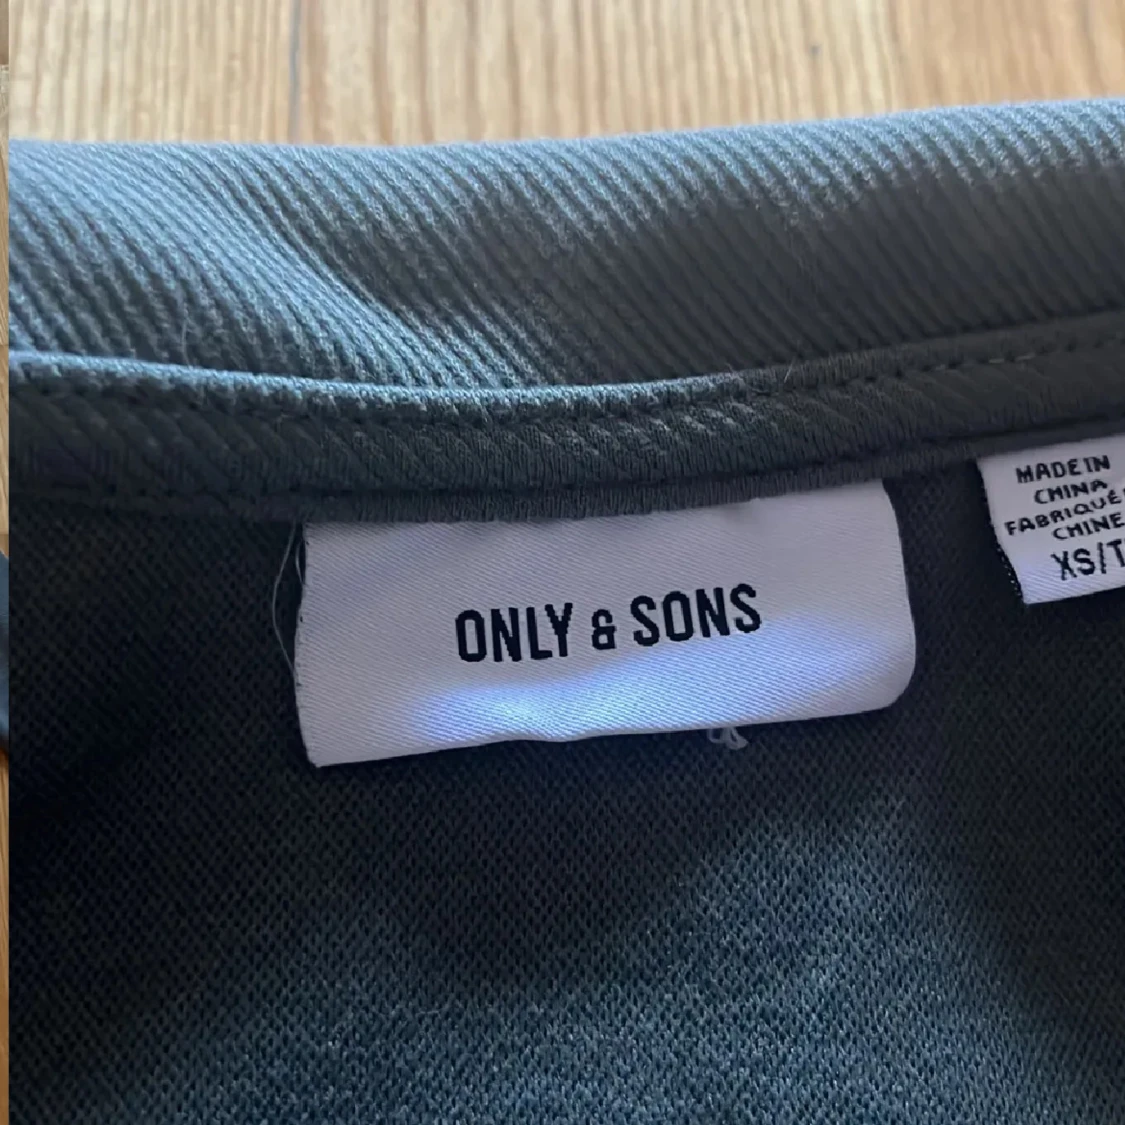 ONLY & SONS
MADE IN
CHINA
FABRIQUÉ
CHINE
XS/T